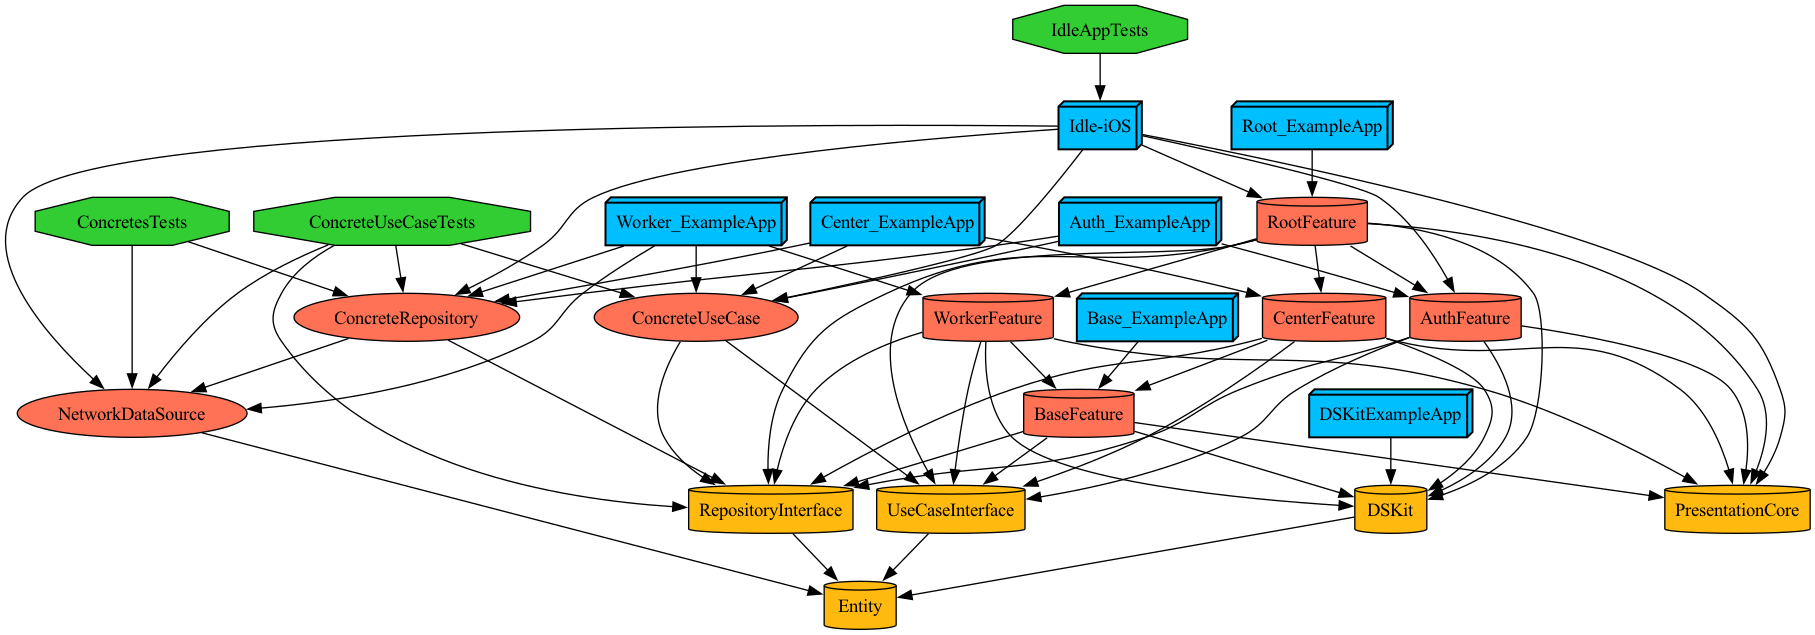 IdleAppTests
Idle-iOS
Root_ExampleApp
ConcretesTests
ConcreteUseCaseTests
Worker_ExampleApp
Center_ExampleApp
Auth_ExampleApp
RootFeature
ConcreteRepository
ConcreteUseCase
WorkerFeature
Base_ExampleApp
CenterFeature
AuthFeature
NetworkDataSource
BaseFeature
DSKitExampleApp
RepositoryInterface
UseCaseInterface
DSKit
PresentationCore
Entity